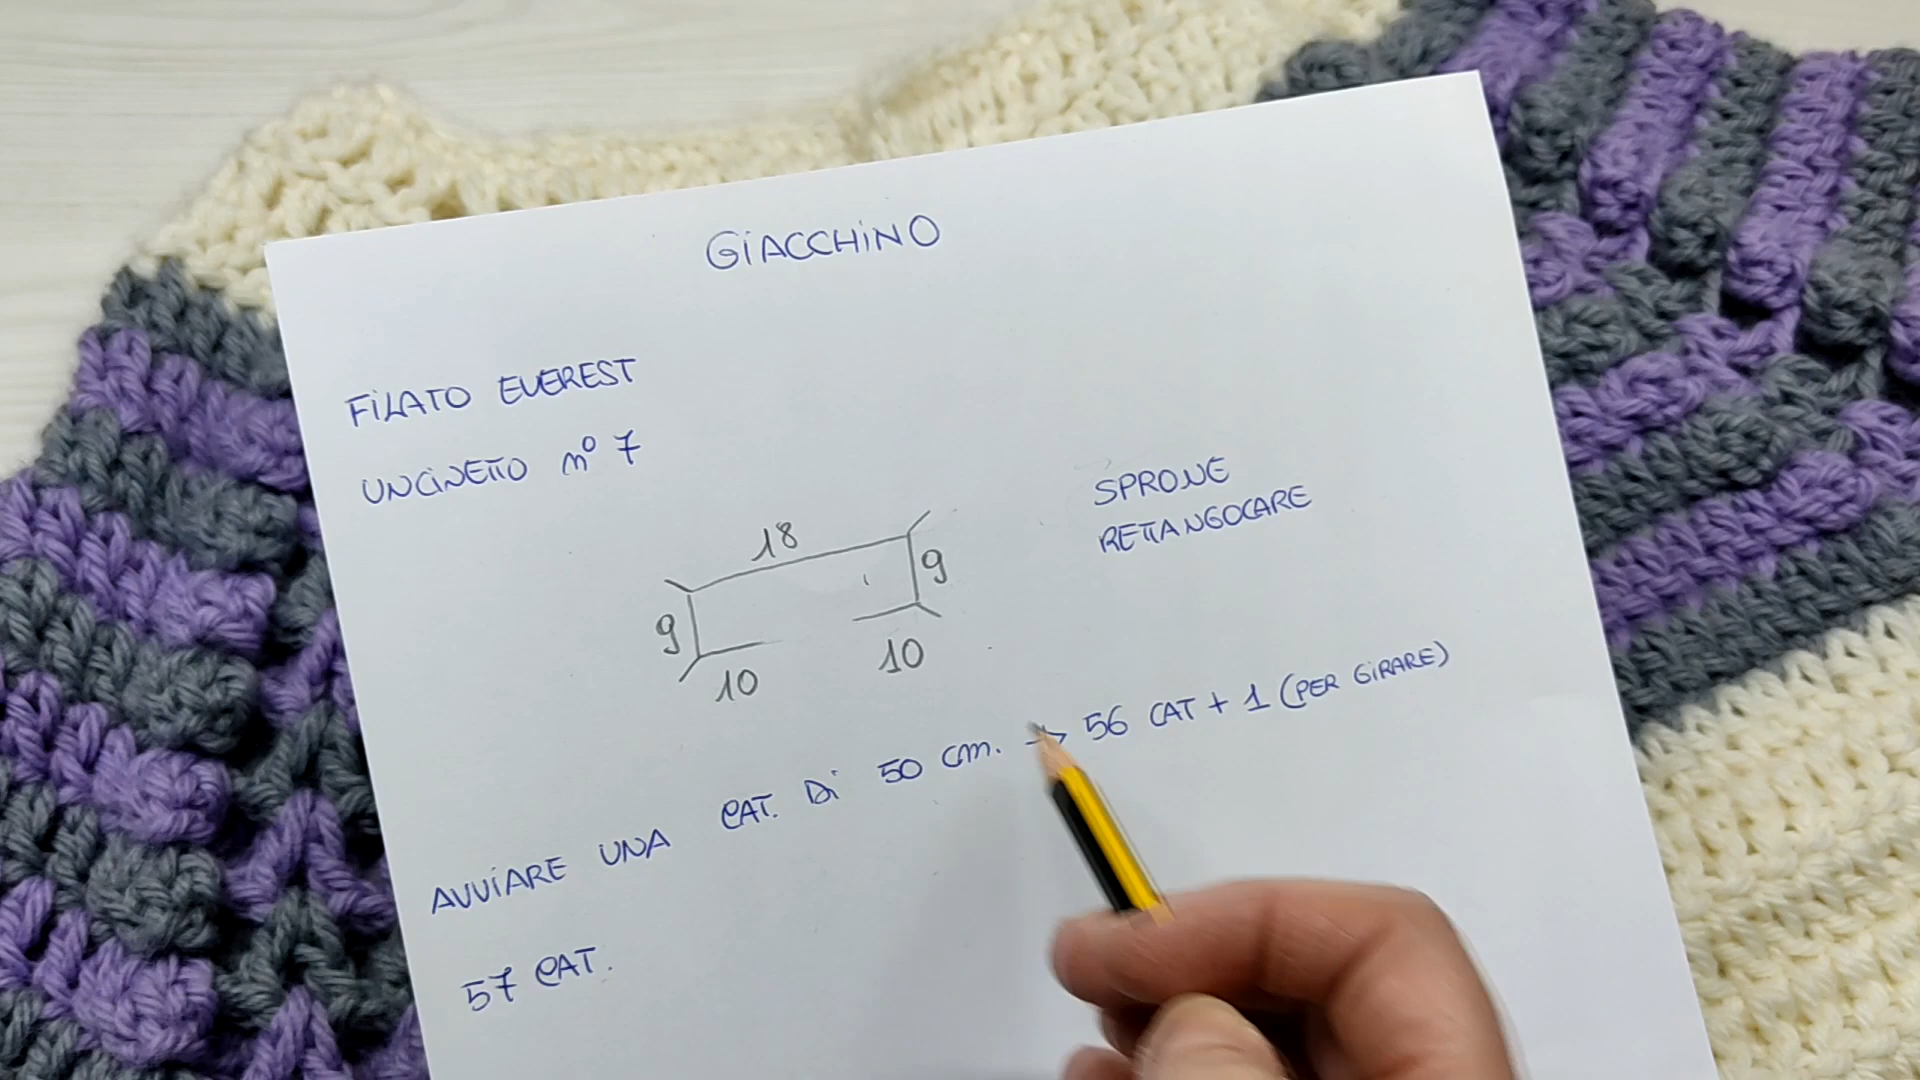 GIACCHINO
FILATO EVEREST
UNCINETTO nº 7
SPRONE
RETTANGOLARE
18
9
9
10
10
AVVIARE UNA CAT. DI 50 cm. → 56 CAT + 1 (PER GIRARE)
57 CAT.